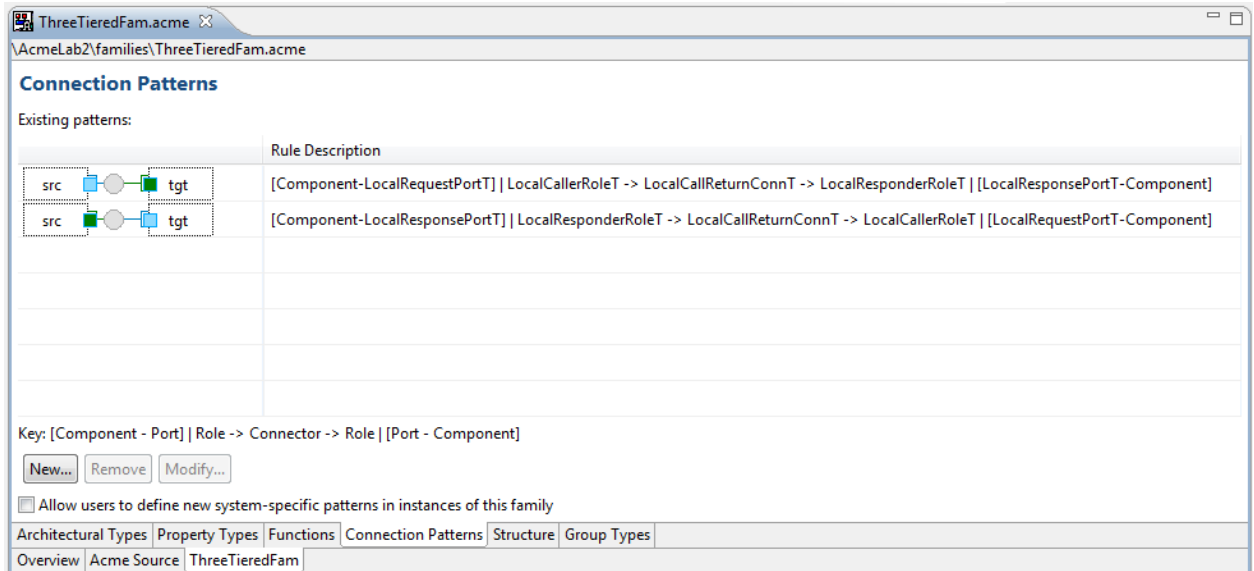 ThreeTieredFam.acme
\AcmeLab2\families\ThreeTieredFam.acme
Connection Patterns
Existing patterns:
Rule Description
src tgt [Component-LocalRequestPortT] | LocalCallerRoleT -> LocalCallReturnConnT -> LocalResponderRoleT | [LocalResponsePortT-Component]
src tgt [Component-LocalResponsePortT] | LocalResponderRoleT -> LocalCallReturnConnT -> LocalCallerRoleT | [LocalRequestPortT-Component]
Key: [Component - Port] | Role -> Connector -> Role | [Port - Component]
New... Remove Modify...
Allow users to define new system-specific patterns in instances of this family
Architectural Types Property Types Functions Connection Patterns Structure Group Types
Overview Acme Source ThreeTieredFam